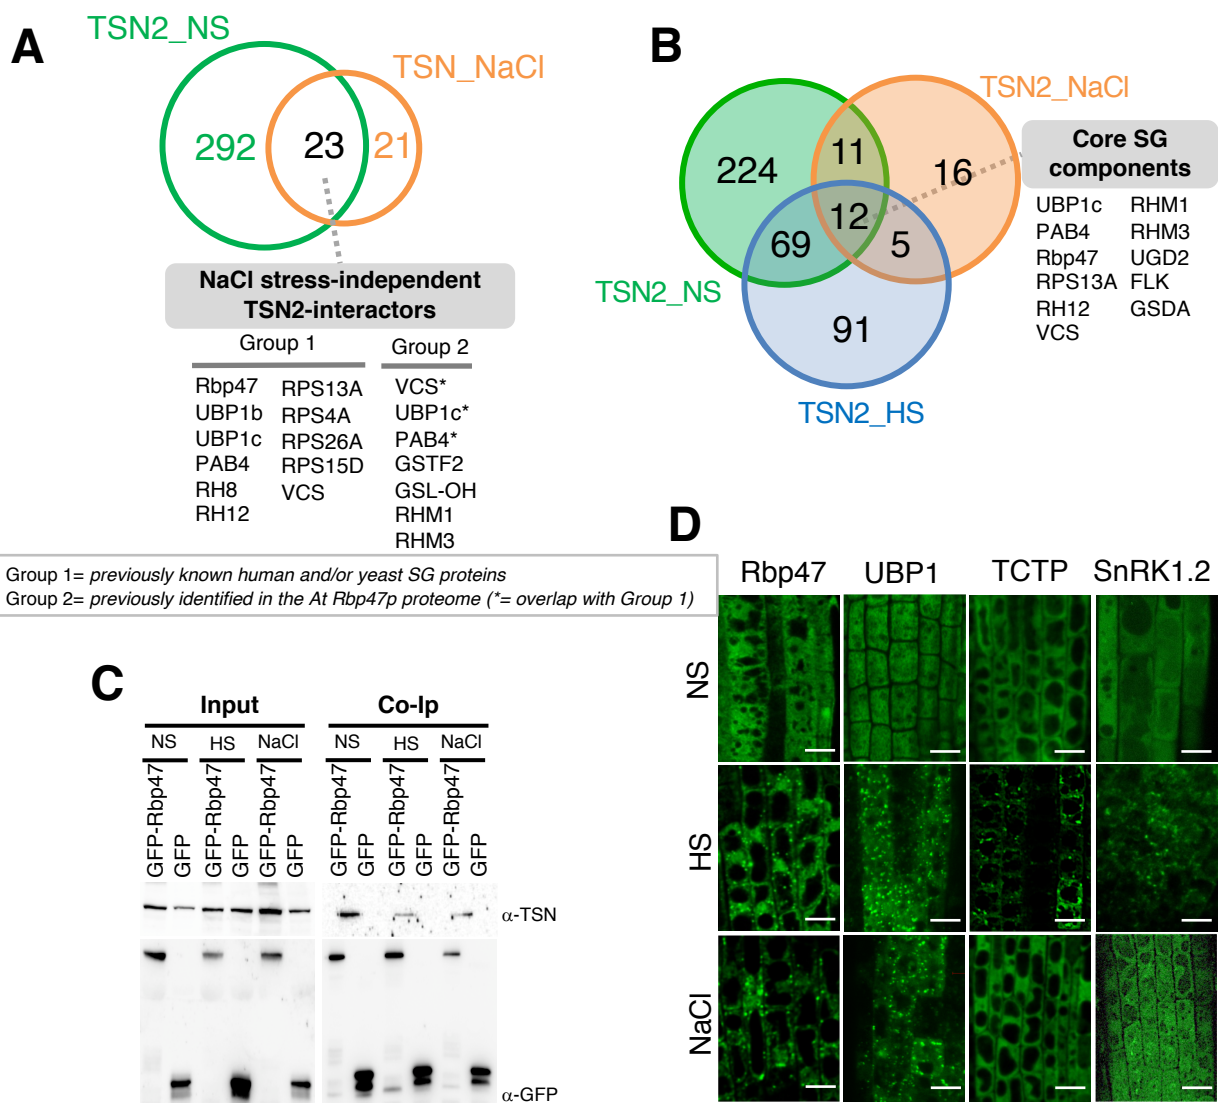 A
TSN2_NS
TSN_NaCl
292
23
21
NaCl stress-independent
TSN2-interactors
Group 1
Group 2
Rbp47
UBP1b
UBP1c
PAB4
RH8
RH12
RPS13A
RPS4A
RPS26A
RPS15D
VCS
VCS*
UBP1c*
PAB4*
GSTF2
GSL-OH
RHM1
RHM3
Group 1= previously known human and/or yeast SG proteins
Group 2= previously identified in the At Rbp47p proteome (*= overlap with Group 1)
B
TSN2_NaCl
224
11
16
12
69
5
91
TSN2_NS
TSN2_HS
Core SG
components
UBP1c
PAB4
Rbp47
RPS13A
RH12
VCS
RHM1
RHM3
UGD2
FLK
GSDA
C
Input
Co-Ip
NS HS NaCl
NS HS NaCl
GFP-Rbp47
GFP
GFP-Rbp47
GFP
GFP-Rbp47
GFP
GFP-Rbp47
GFP
GFP-Rbp47
GFP
GFP-Rbp47
GFP
α-TSN
α-GFP
D
Rbp47 UBP1 TCTP SnRK1.2
NS
HS
NaCl